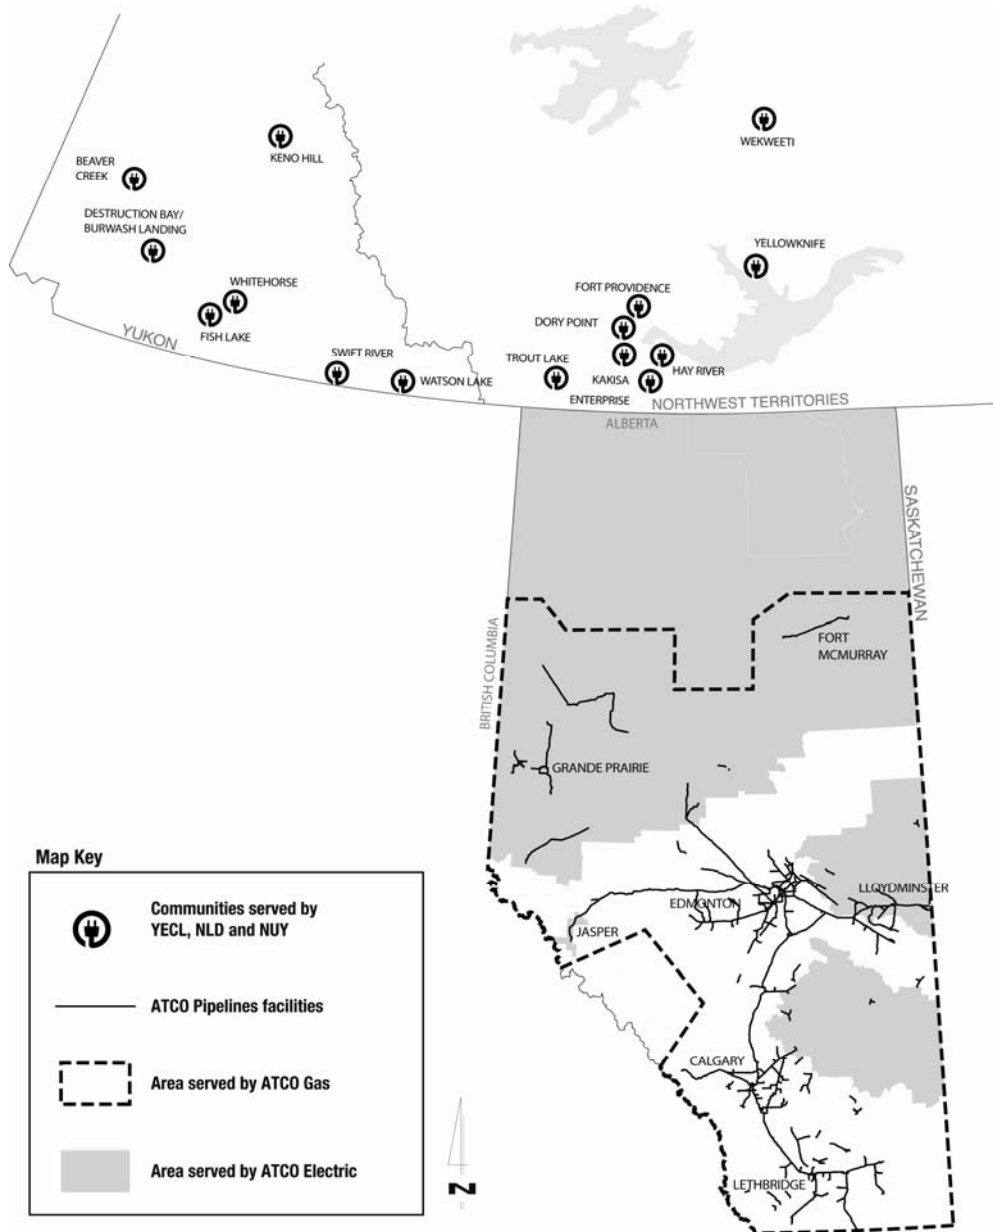 WEKWEETI
KENO HILL
BEAVER
CREEK
DESTRUCTION BAY/
BURWASH LANDING
YELLOWKNIFE
WHITEHORSE
FORT PROVIDENCE
DORY POINT
FISH LAKE
YUKON
SWIFT RIVER
TROUT LAKE
HAY RIVER
WATSON LAKE
KAKISA
ENTERPRISE
NORTHWEST TERRITORIES
ALBERTA
SASKATCHEWAN
BRITISH COLUMBIA
FORT
MCMURRAY
GRANDE PRAIRIE
LLOYDMINSTER
EDMONTON
JASPER
CALGARY
LETHBRIDGE
Map Key
Communities served by
YECL, NLD and NUY
ATCO Pipelines facilities
Area served by ATCO Gas
Area served by ATCO Electric
N